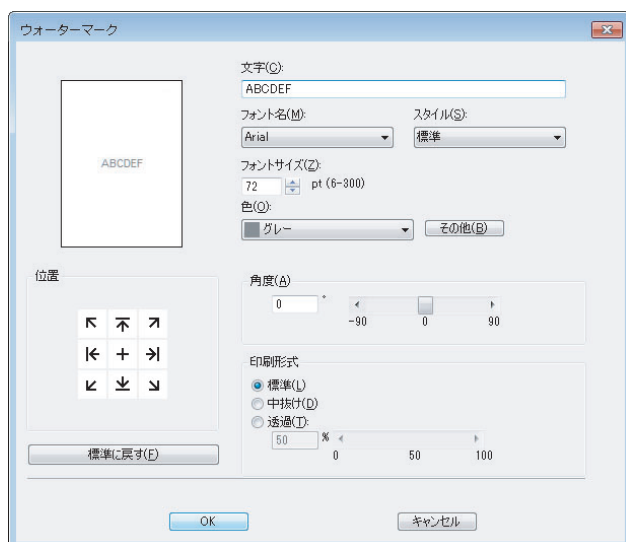 ウォーターマーク
文字(C):
ABCDEF
フォント名(M):
スタイル(S):
Arial
標準
ABCDEF
フォントサイズ(Z):
72
pt (6-300)
色(O):
グレー
その他(B)
位置
角度(A)
0
°
-90
0
90
印刷形式
標準(L)
中抜け(D)
透過(T):
50
%
0
50
100
標準に戻す(F)
OK
キャンセル